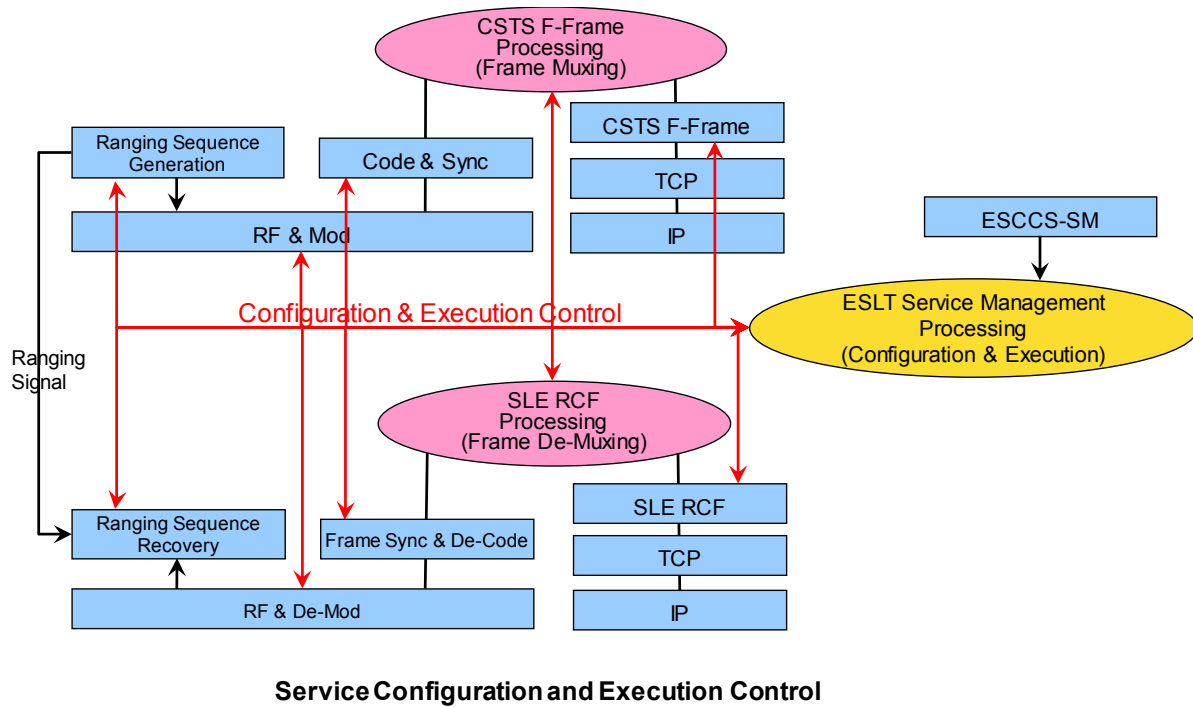 CSTS F-Frame
Processing
(Frame Muxing)
Ranging Sequence
Generation
Code & Sync
CSTS F-Frame
TCP
RF & Mod
IP
ESCCS-SM
Configuration & Execution Control
ESLT Service Management
Processing
(Configuration & Execution)
Ranging
Signal
SLE RCF
Processing
(Frame De-Muxing)
Ranging Sequence
Recovery
Frame Sync & De-Code
SLE RCF
TCP
RF & De-Mod
IP
Service Configuration and Execution Control